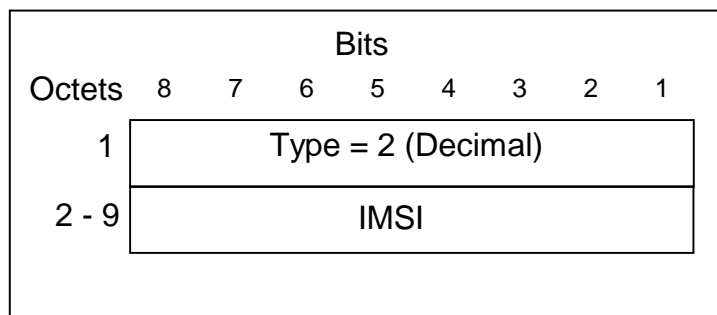 Bits
Octets 8 7 6 5 4 3 2 1
1 Type = 2 (Decimal)
2 - 9 IMSI